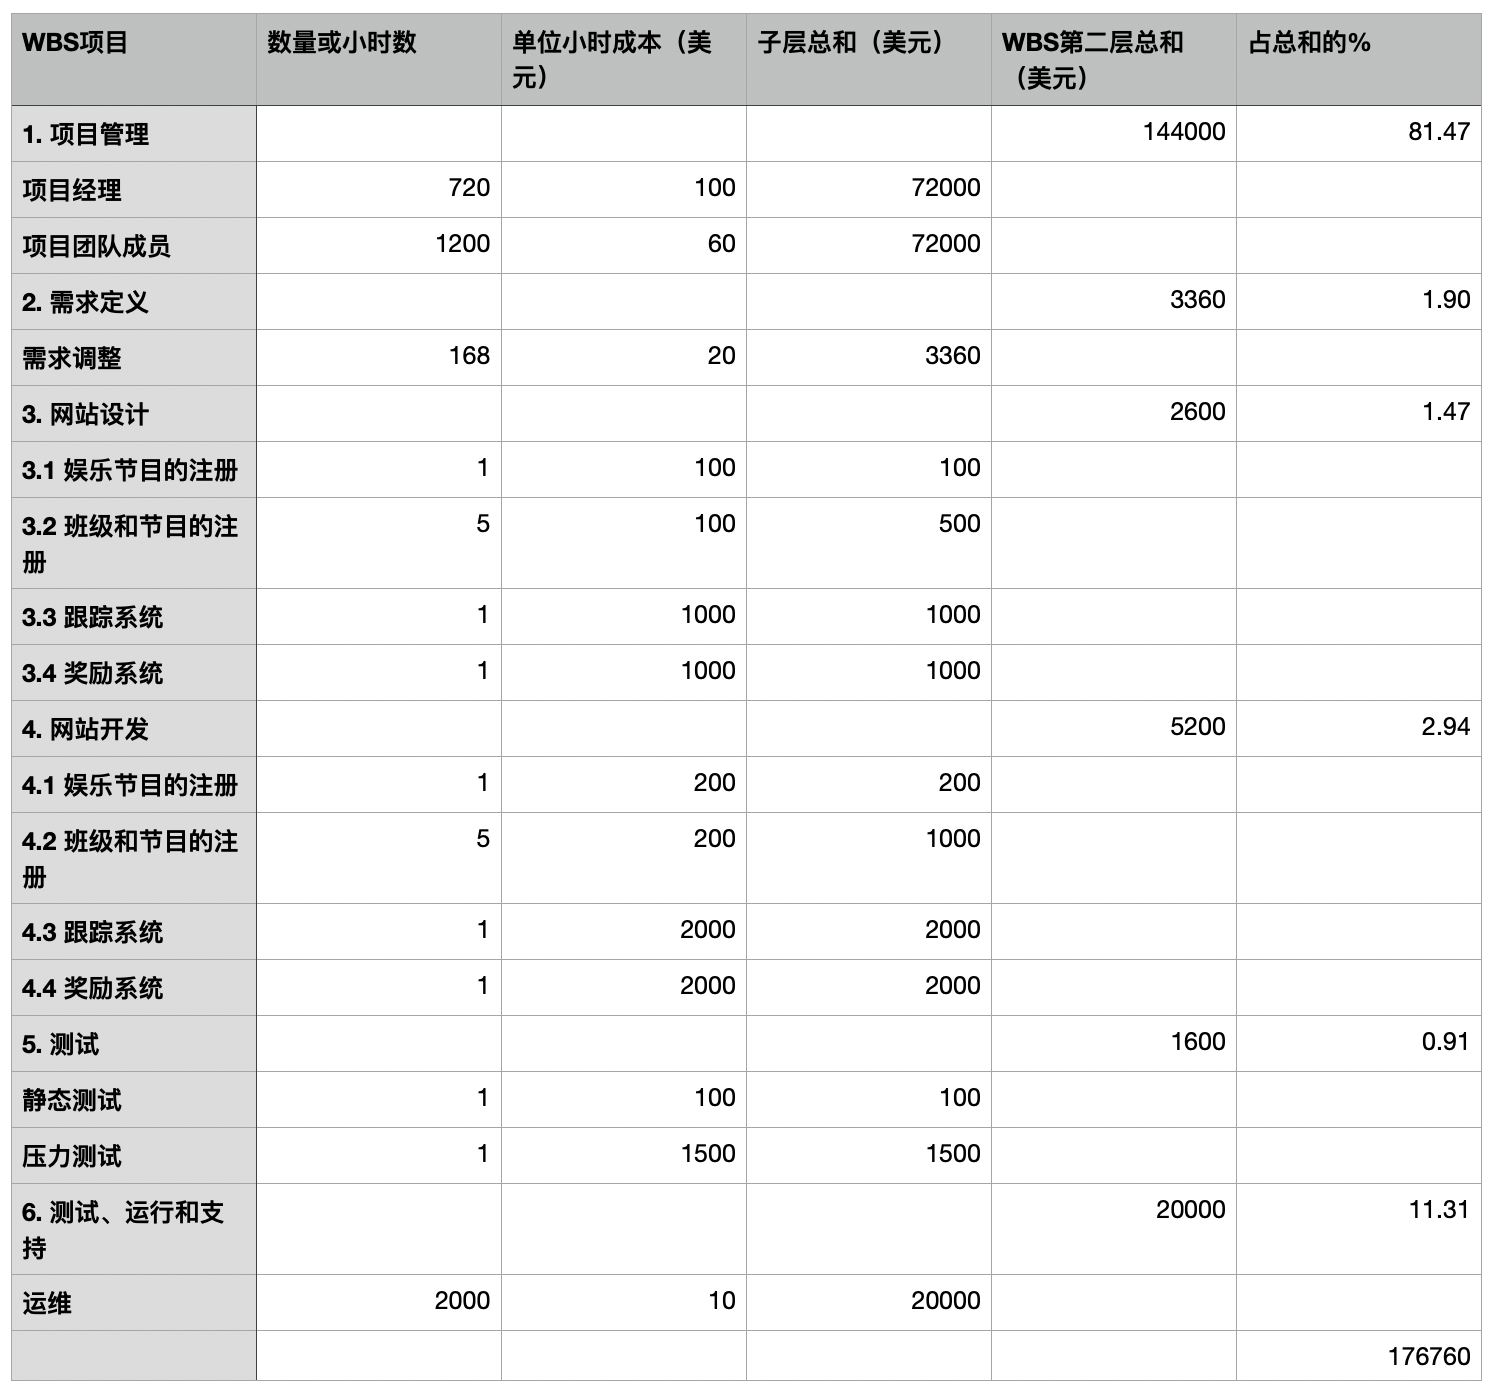 WBS项目 数量或小时数 单位小时成本（美元） 子层总和（美元） WBS第二层总和（美元） 占总和的%
1. 项目管理 144000 81.47
项目经理 720 100 72000
项目团队成员 1200 60 72000
2. 需求定义 3360 1.90
需求调整 168 20 3360
3. 网站设计 2600 1.47
3.1 娱乐节目的注册 1 100 100
3.2 班级和节目的注册 5 100 500
3.3 跟踪系统 1 1000 1000
3.4 奖励系统 1 1000 1000
4. 网站开发 5200 2.94
4.1 娱乐节目的注册 1 200 200
4.2 班级和节目的注册 5 200 1000
4.3 跟踪系统 1 2000 2000
4.4 奖励系统 1 2000 2000
5. 测试 1600 0.91
静态测试 1 100 100
压力测试 1 1500 1500
6. 测试、运行和支持 20000 11.31
运维 2000 10 20000
176760